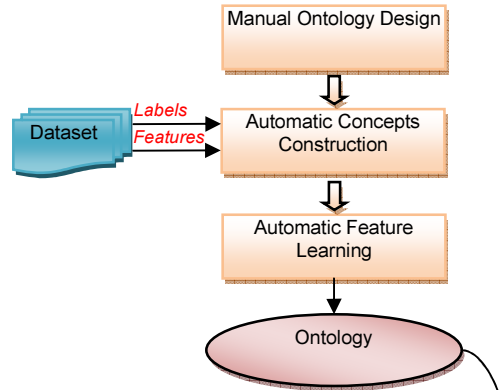 Manual Ontology Design
Labels
Features
Dataset
Automatic Concepts
Construction
Automatic Feature
Learning
Ontology